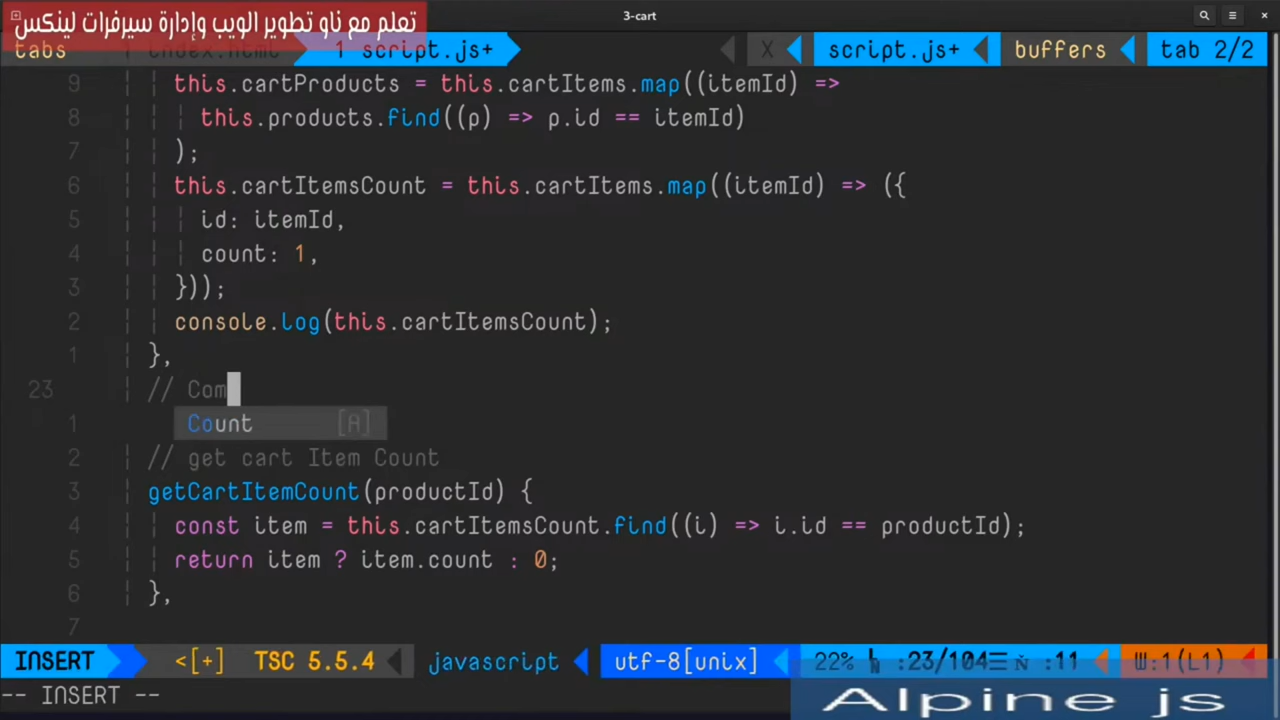 3-cart
تعلم مع ناو تطوير الويب وإدارة سيرفرات لينكس
tabs index.html 1 script.js+ X script.js+ buffers tab 2/2
9 this.cartProducts = this.cartItems.map((itemId) =>
8 this.products.find((p) => p.id == itemId)
7 );
6 this.cartItemsCount = this.cartItems.map((itemId) => ({
5 id: itemId,
4 count: 1,
3 }));
2 console.log(this.cartItemsCount);
1 },
23 // Com
1 Count [A]
2 // get cart Item Count
3 getCartItemCount(productId) {
4 const item = this.cartItemsCount.find((i) => i.id == productId);
5 return item ? item.count : 0;
6 },
7
INSERT <[+] TSC 5.5.4 javascript utf-8[unix] 22% :23/104☰ :11 W:1(L1)
-- INSERT --
Alpine js